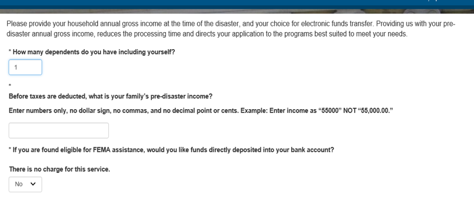 Please provide your household annual gross income at the time of the disaster, and your choice for electronic funds transfer. Providing us with your pre-
disaster annual gross income, reduces the processing time and directs your application to the programs best suited to meet your needs.
* How many dependents do you have including yourself?
1
*
Before taxes are deducted, what is your family's pre-disaster income?
Enter numbers only, no dollar sign, no commas, and no decimal point or cents. Example: Enter income as "55000" NOT "55,000.00."
* If you are found eligible for FEMA assistance, would you like funds directly deposited into your bank account?
There is no charge for this service.
No